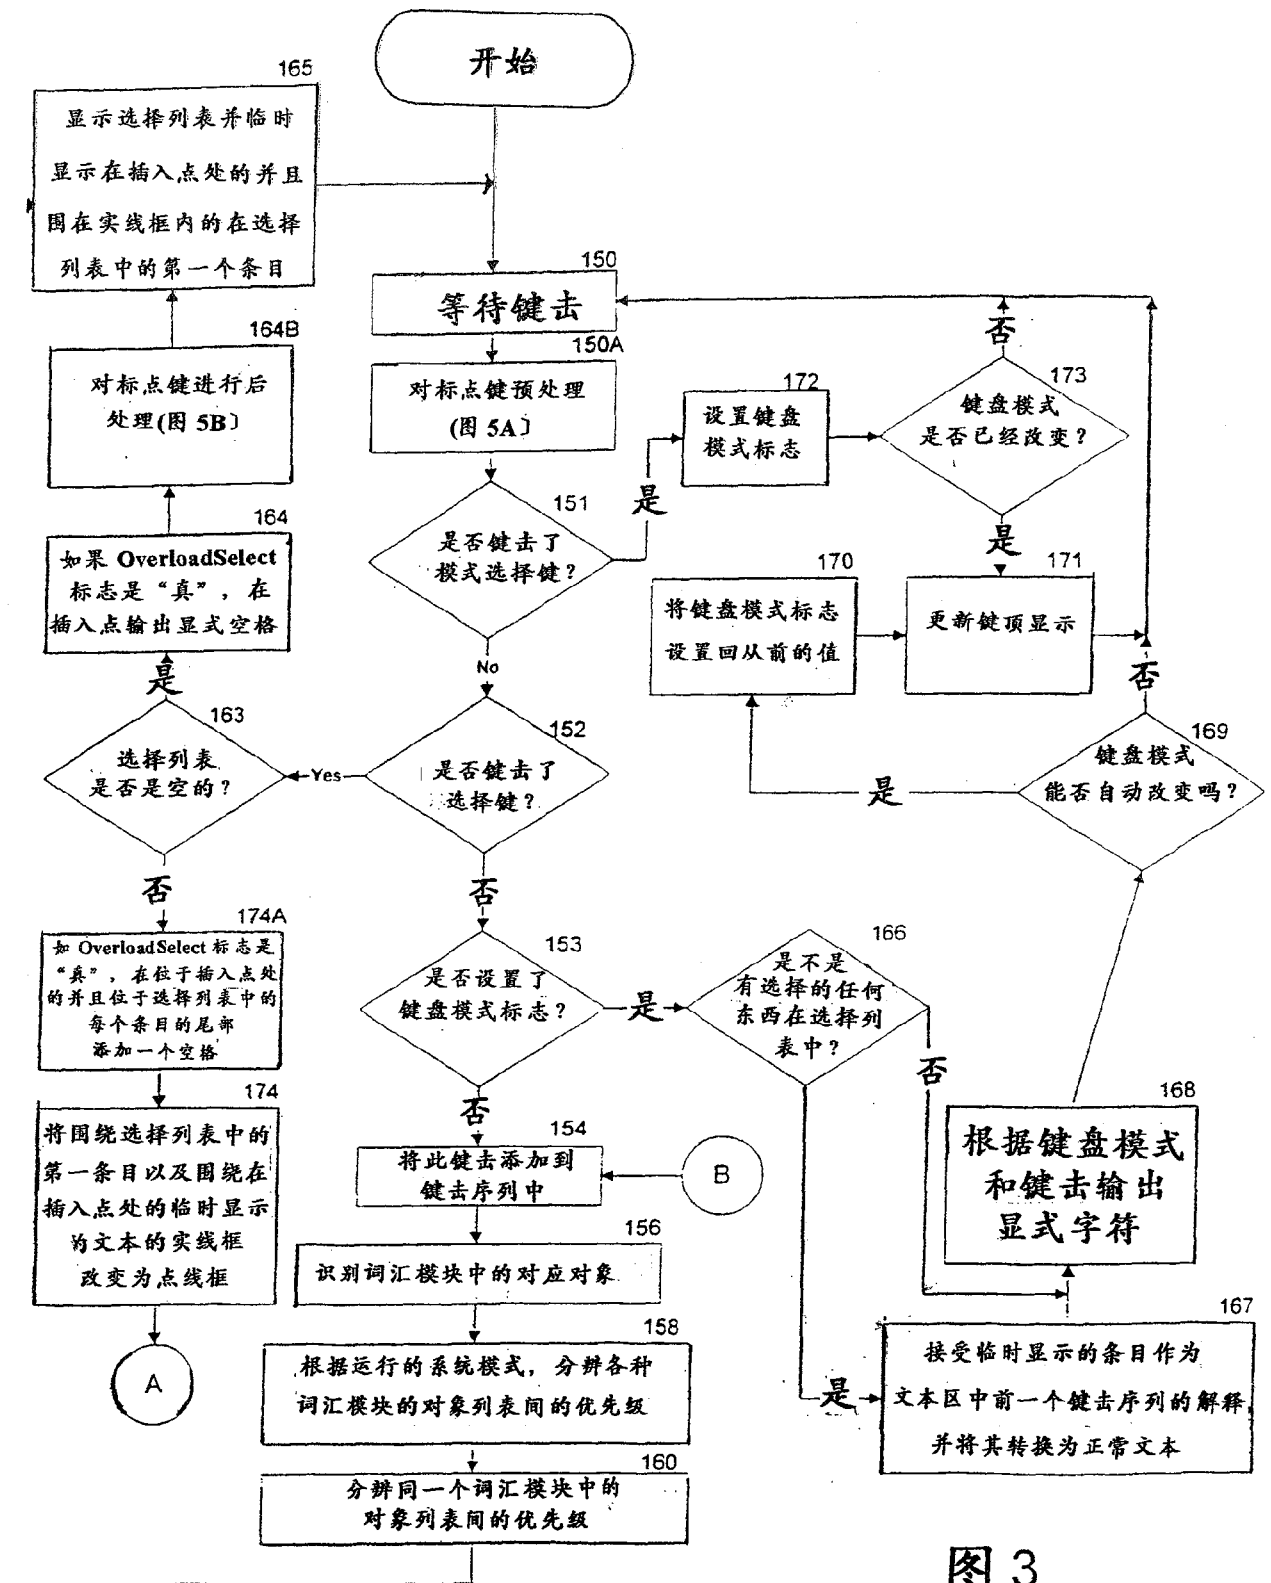 开始
165
显示选择列表并临时
显示在插入点处的并且
围在实线框内的在选择
列表中的第一个条目
150
等待键击
164B
对标点键进行后
处理(图 5B〕
150A
对标点键预处理
(图 5A〕
172
设置键盘
模式标志
否
173
键盘模式
是否已经改变?
是
151
是否键击了
模式选择键?
是
164
如果 OverloadSelect
标志是“真”, 在
插入点输出显式空格
是
170
将键盘模式标志
设置回从前的值
171
更新键顶显示
No
否
163
选择列表
是否是空的?
Yes
152
是否键击了
选择键?
169
键盘模式
能否自动改变吗?
是
否
否
174A
如 OverloadSelect 标志是
“真”, 在位于插入点处
的并且位于选择列表中的
每个条目的尾部
添加一个空格
153
是否设置了
键盘模式标志?
是
166
是不是
有选择的任何
东西在选择列
表中?
否
否
174
将围绕选择列表中的
第一条目以及围绕在
插入点处的临时显示
的文本的实线框
改变为点线框
154
将此键击添加到
键击序列中
B
168
根据键盘模式
和键击输出
显式字符
156
识别词汇模块中的对应对象
A
158
根据运行的系统模式, 分辨各种
词汇模块的对象列表间的优先级
是
167
接受临时显示的条目作为
文本区中前一个键击序列的解释,
并将其转换为正常文本
160
分辨同一个词汇模块中的
对象列表间的优先级
图 3